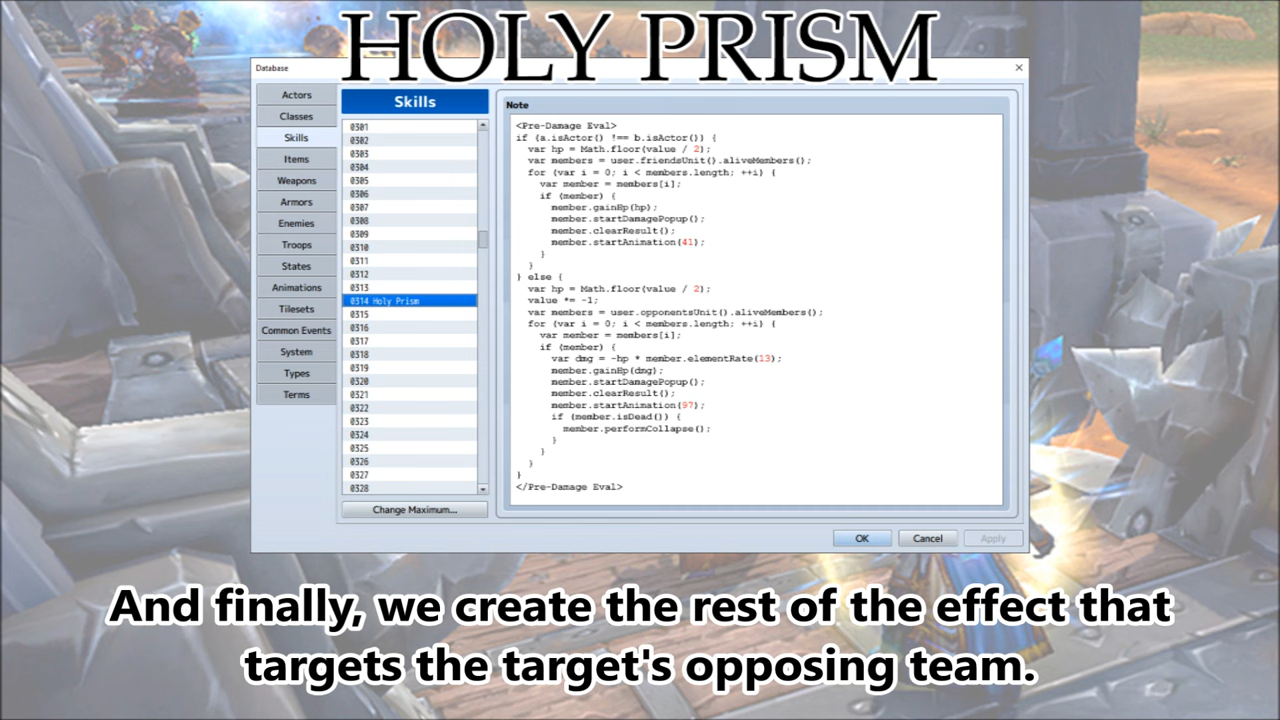 HOLY PRISM
Database
Actors
Classes
Skills
Items
Weapons
Armors
Enemies
Troops
States
Animations
Tilesets
Common Events
System
Types
Terms
Skills
0301
0302
0303
0304
0305
0306
0307
0308
0309
0310
0311
0312
0313
0314 Holy Prism
0315
0316
0317
0318
0319
0320
0321
0322
0323
0324
0325
0326
0327
0328
Change Maximum...
Note
<Pre-Damage Eval>
if (a.isActor() !== b.isActor()) {
  var hp = Math.floor(value / 2);
  var members = user.friendsUnit().aliveMembers();
  for (var i = 0; i < members.length; ++i) {
    var member = members[i];
    if (member) {
      member.gainHp(hp);
      member.startDamagePopup();
      member.clearResult();
      member.startAnimation(41);
    }
  }
} else {
  var hp = Math.floor(value / 2);
  value *= -1;
  var members = user.opponentsUnit().aliveMembers();
  for (var i = 0; i < members.length; ++i) {
    var member = members[i];
    if (member) {
      var dmg = -hp * member.elementRate(13);
      member.gainHp(dmg);
      member.startDamagePopup();
      member.clearResult();
      member.startAnimation(97);
      if (member.isDead()) {
        member.performCollapse();
      }
    }
  }
}
</Pre-Damage Eval>
OK
Cancel
Apply
And finally, we create the rest of the effect that
targets the target's opposing team.